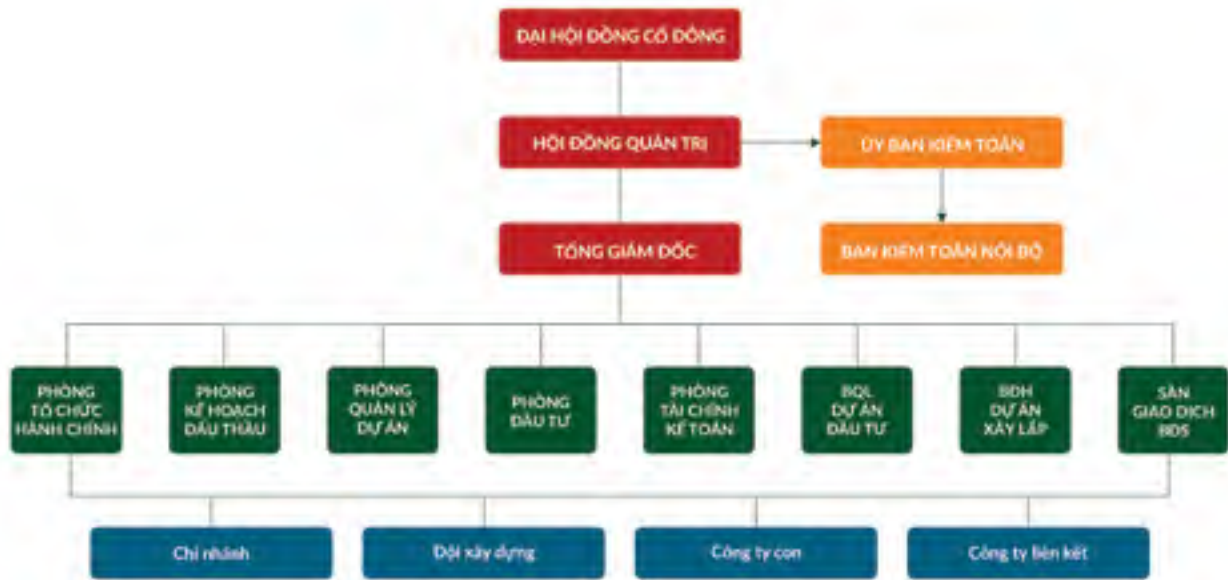 ĐẠI HỘI ĐỒNG CỔ ĐÔNG
HỘI ĐỒNG QUẢN TRỊ
ỦY BAN KIỂM TOÁN
TỔNG GIÁM ĐỐC
BAN KIỂM TOÁN NỘI BỘ
PHÒNG
TỔ CHỨC
HÀNH CHÍNH
PHÒNG
KẾ HOẠCH
ĐẤU THẦU
PHÒNG
QUẢN LÝ
DỰ ÁN
PHÒNG
ĐẦU TƯ
PHÒNG
TÀI CHÍNH
KẾ TOÁN
BQL
DỰ ÁN
ĐẦU TƯ
BĐH
DỰ ÁN
XÂY LẮP
SÀN
GIAO DỊCH
BĐS
Chi nhánh
Đội xây dựng
Công ty con
Công ty liên kết